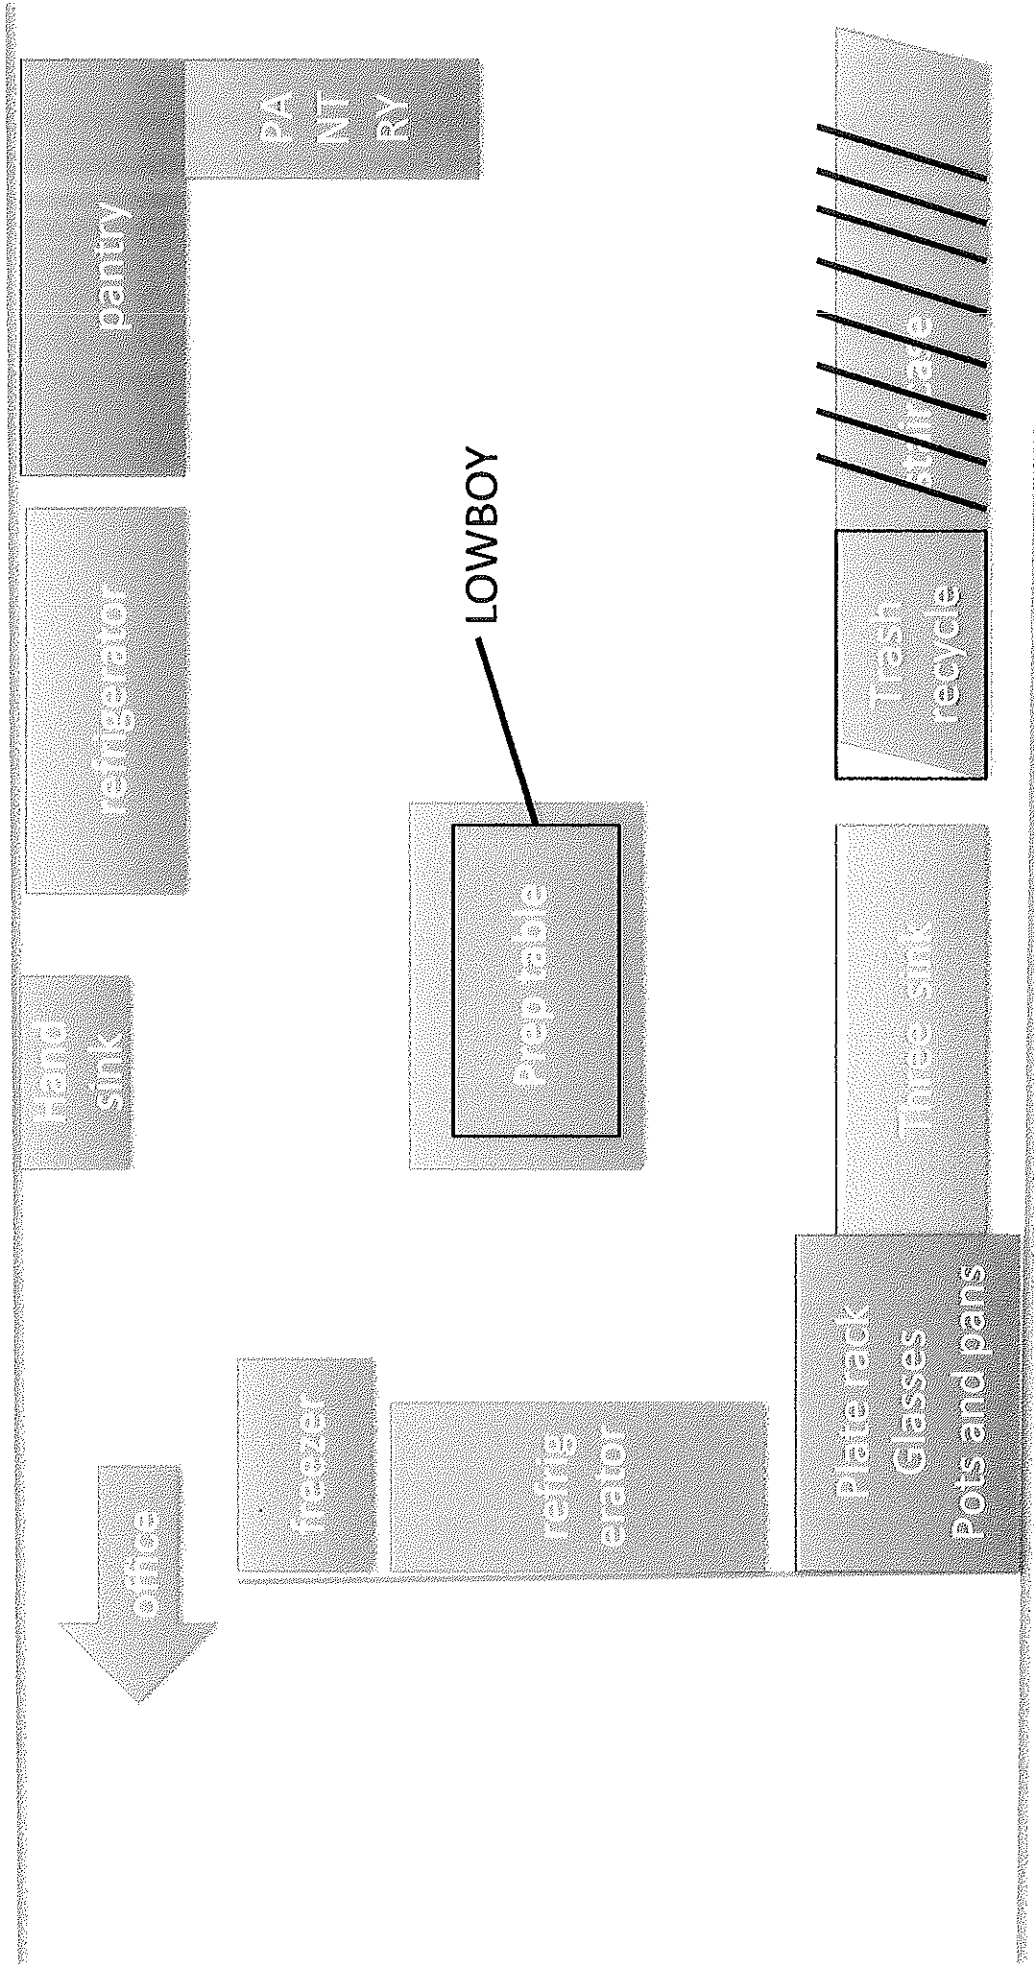 office
Hand
sink
refrigerator
pantry
PA
NT
RY
freezer
refrig
erator
Prep table
LOWBOY
Plate rack
Glasses
Pots and pans
Three sink
Trash
recycle
staircase